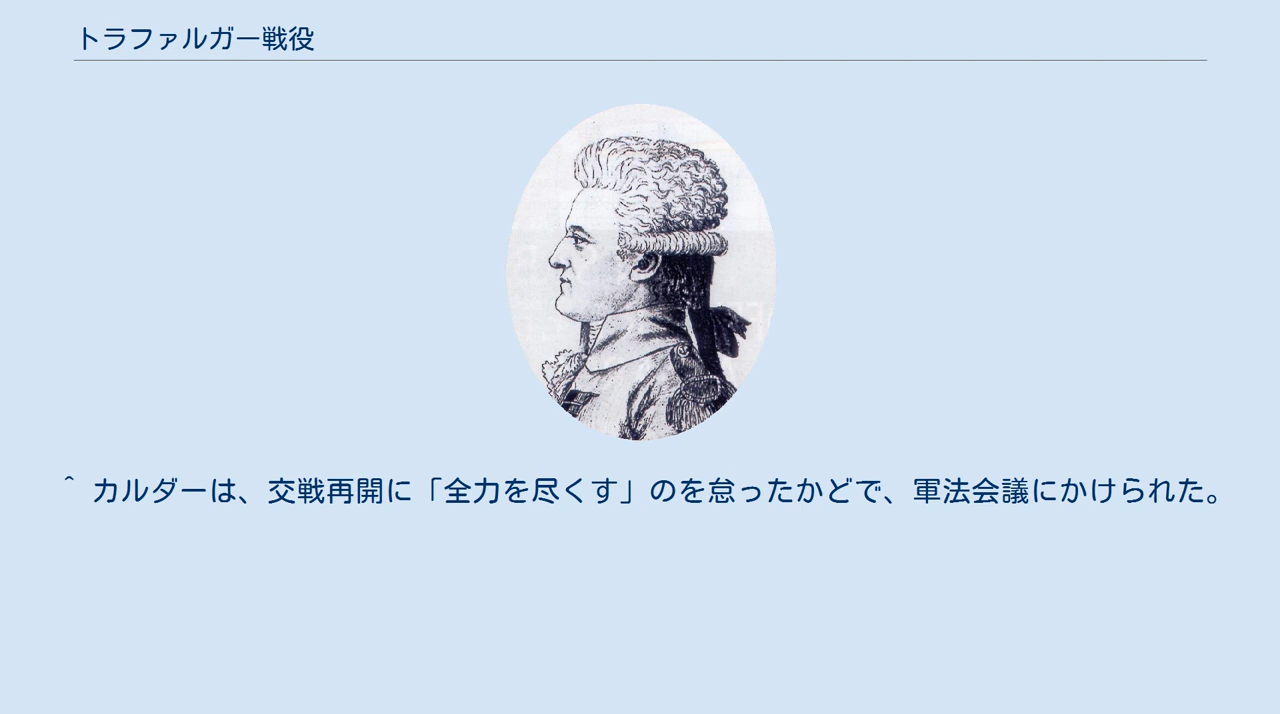 トラファルガー戦役
^ カルダーは、交戦再開に「全力を尽くす」のを怠ったかどで、軍法会議にかけられた。